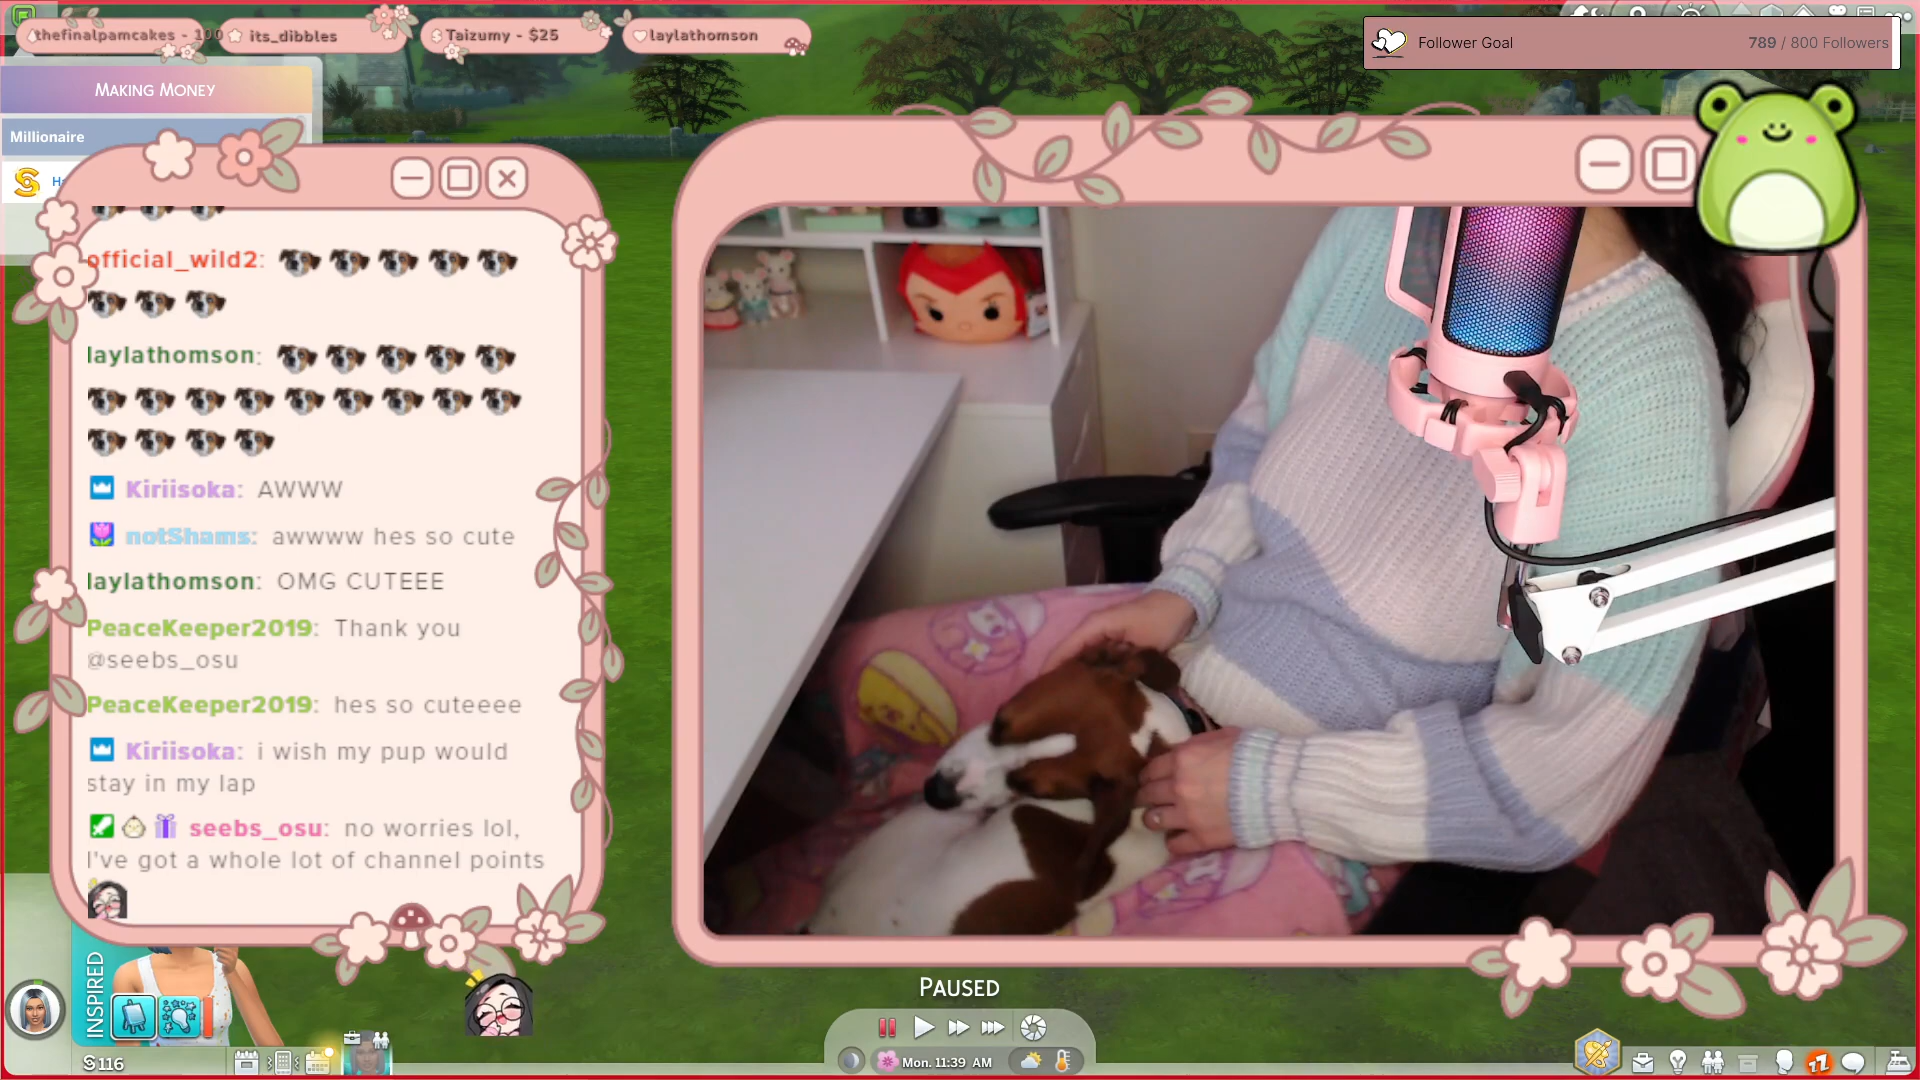 thefinalpamcakes - 100
its_dibbles
Taizumy - $25
laylathomson
Follower Goal
789 / 800 Followers
Making Money
Millionaire
official_wild2:
laylathomson:
Kiriisoka: AWWW
notShams: awwww hes so cute
laylathomson: OMG CUTEEE
PeaceKeeper2019: Thank you
@seebs_osu
PeaceKeeper2019: hes so cuteeee
Kiriisoka: i wish my pup would
stay in my lap
seebs_osu: no worries lol,
I've got a whole lot of channel points
INSPIRED
Paused
§116
Mon. 11:39 AM